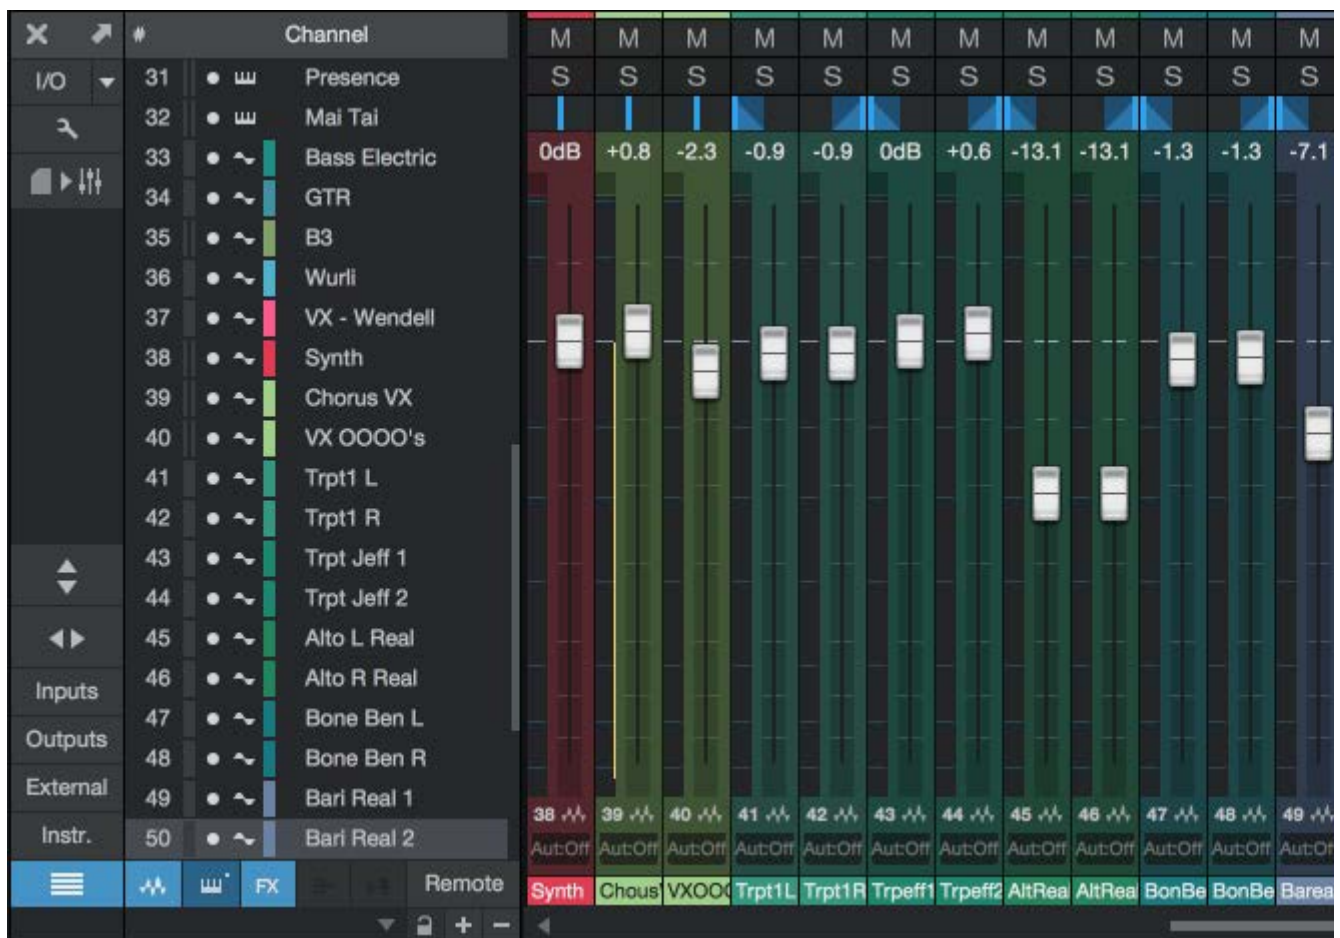 # Channel
I/O
31 Presence
32 Mai Tai
33 Bass Electric
34 GTR
35 B3
36 Wurli
37 VX - Wendell
38 Synth
39 Chorus VX
40 VX OOOO's
41 Trpt1 L
42 Trpt1 R
43 Trpt Jeff 1
44 Trpt Jeff 2
45 Alto L Real
46 Alto R Real
47 Bone Ben L
48 Bone Ben R
49 Bari Real 1
50 Bari Real 2
Inputs
Outputs
External
Instr.
FX
Remote
M M M M M M M M M M M M
S S S S S S S S S S S S
0dB +0.8 -2.3 -0.9 -0.9 0dB +0.6 -13.1 -13.1 -1.3 -1.3 -7.1
38 39 40 41 42 43 44 45 46 47 48 49
Aut:Off Aut:Off Aut:Off Aut:Off Aut:Off Aut:Off Aut:Off Aut:Off Aut:Off Aut:Off Aut:Off Aut:Of
Synth Chous VXOO Trpt1L Trpt1R Trpeff1 Trpeff2 AltRea AltRea BonBe BonBe Barea